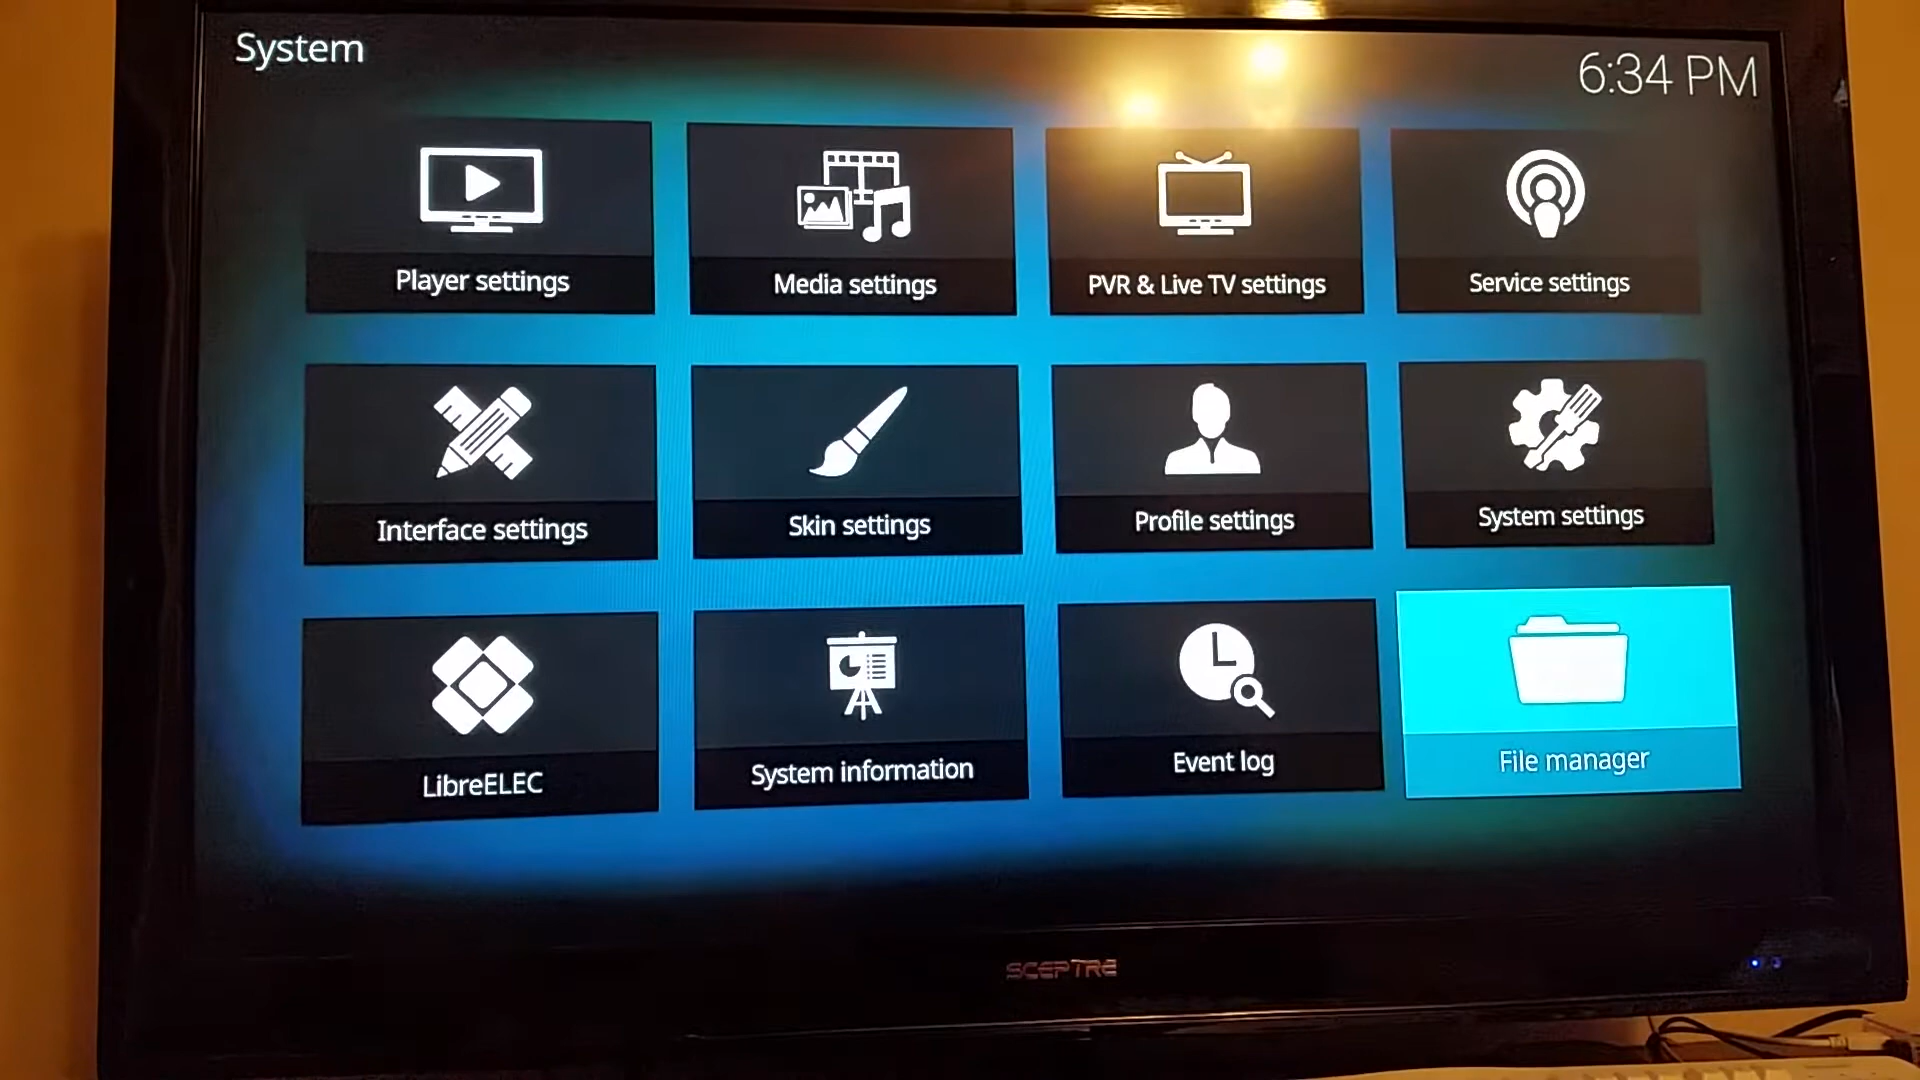 System
6:34 PM
Player settings
Media settings
PVR & Live TV settings
Service settings
Interface settings
Skin settings
Profile settings
System settings
LibreELEC
System information
Event log
File manager
SCEPTRE